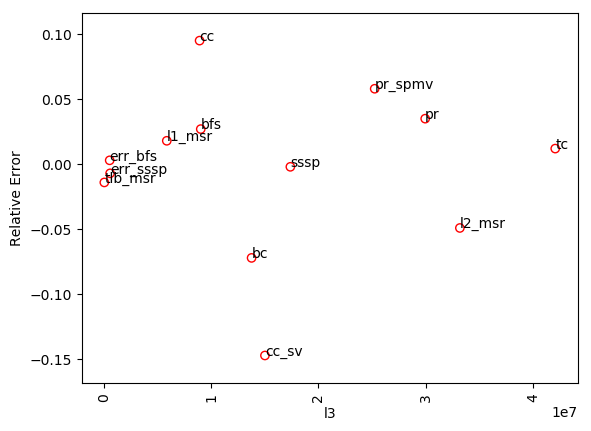 0.10
0.05
0.00
−0.05
−0.10
−0.15
Relative Error
cc
pr_spmv
bfs
pr
l1_msr
tc
err_bfs
sssp
err_sssp
tlb_msr
l2_msr
bc
cc_sv
0
1
2
3
4
l3
1e7